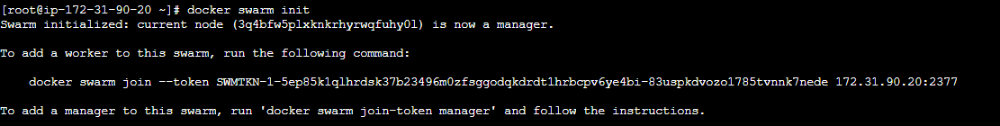 [root@ip-172-31-90-20 ~]# docker swarm init
Swarm initialized: current node (3q4bfw5plxknkrhyrwqfuhy0l) is now a manager.
To add a worker to this swarm, run the following command:
docker swarm join --token SWMTKN-1-5ep85k1qlhrdsk37b23496m0zfsggodqkdrdt1hrbcpv6ye4bi-83uspkdvozo1785tvnnk7nede 172.31.90.20:2377
To add a manager to this swarm, run 'docker swarm join-token manager' and follow the instructions.